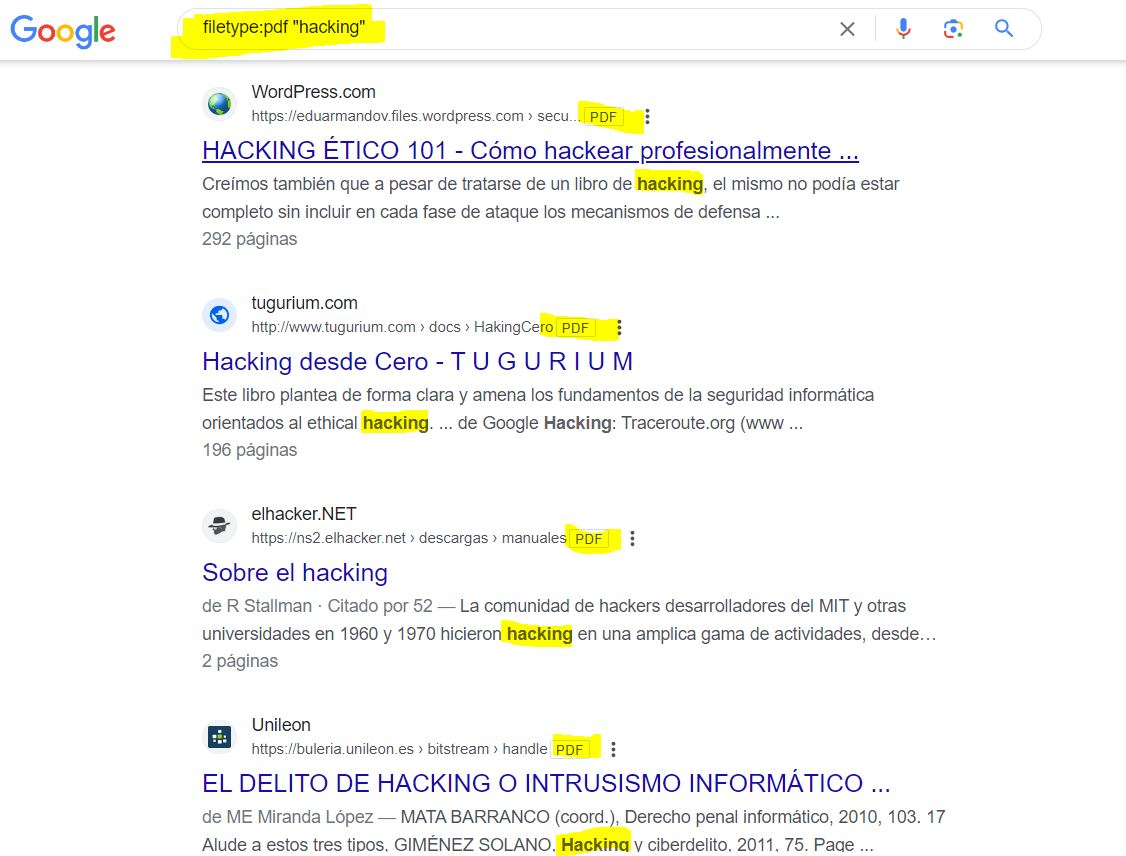 Google
filetype:pdf "hacking"
WordPress.com
https://eduarmandov.files.wordpress.com › secu... PDF
HACKING ÉTICO 101 - Cómo hackear profesionalmente ...
Creímos también que a pesar de tratarse de un libro de hacking, el mismo no podía estar
completo sin incluir en cada fase de ataque los mecanismos de defensa ...
292 páginas
tugurium.com
http://www.tugurium.com › docs › HakingCero PDF
Hacking desde Cero - T U G U R I U M
Este libro plantea de forma clara y amena los fundamentos de la seguridad informática
orientados al ethical hacking. ... de Google Hacking: Traceroute.org (www ...
196 páginas
elhacker.NET
https://ns2.elhacker.net › descargas › manuales PDF
Sobre el hacking
de R Stallman · Citado por 52 — La comunidad de hackers desarrolladores del MIT y otras
universidades en 1960 y 1970 hicieron hacking en una amplica gama de actividades, desde…
2 páginas
Unileon
https://buleria.unileon.es › bitstream › handle PDF
EL DELITO DE HACKING O INTRUSISMO INFORMÁTICO ...
de ME Miranda López — MATA BARRANCO (coord.), Derecho penal informático, 2010, 103. 17
Alude a estos tres tipos, GIMÉNEZ SOLANO, Hacking y ciberdelito, 2011, 75. Page ...